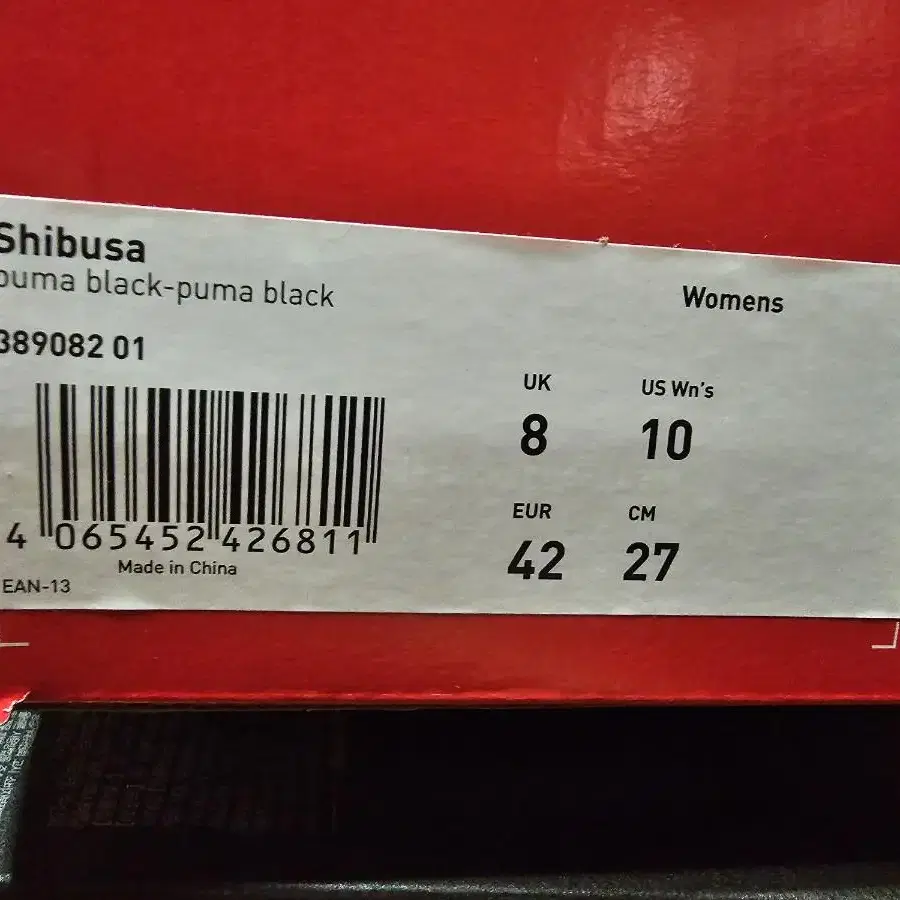 Shibusa
puma black-puma black
Womens
389082 01
UK
US Wn's
8
10
EUR
CM
42
27
4 065452 426811
Made in China
EAN-13